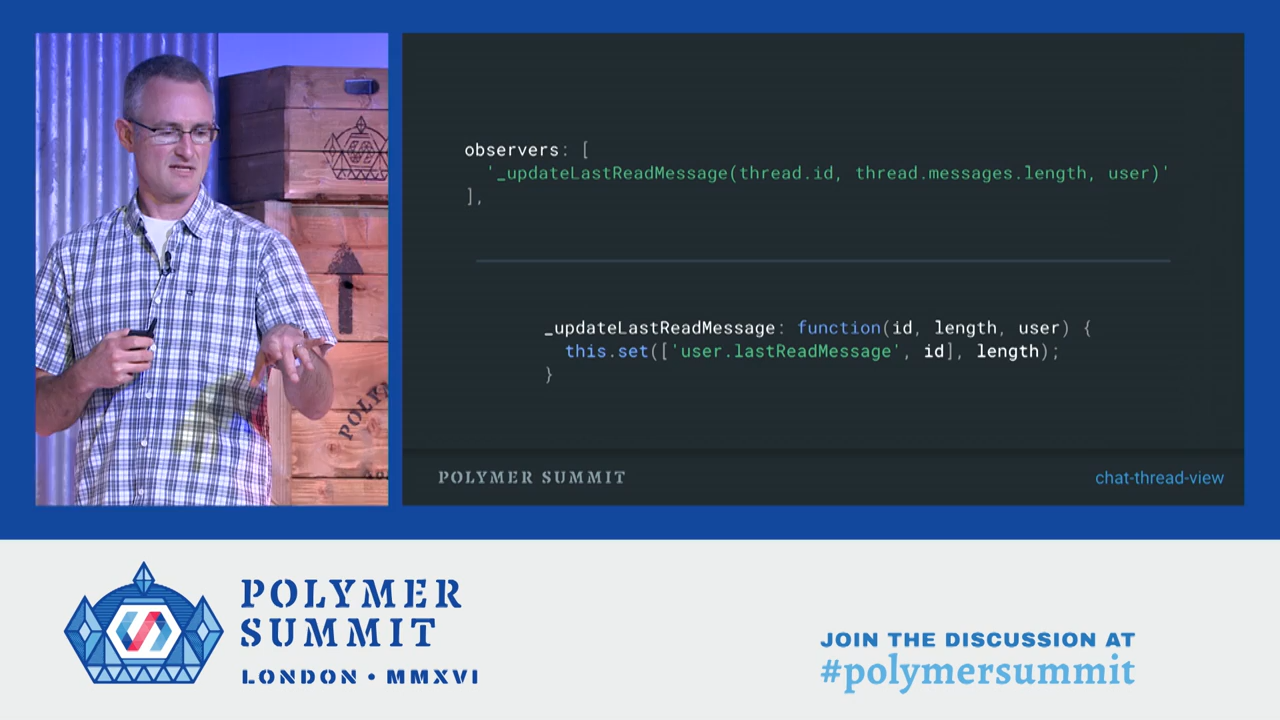 observers: [
'_updateLastReadMessage(thread.id, thread.messages.length, user)'
],
_updateLastReadMessage: function(id, length, user) {
this.set(['user.lastReadMessage', id], length);
}
POLYMER SUMMIT
chat-thread-view
POLYMER
SUMMIT
LONDON • MMXVI
JOIN THE DISCUSSION AT
#polymersummit